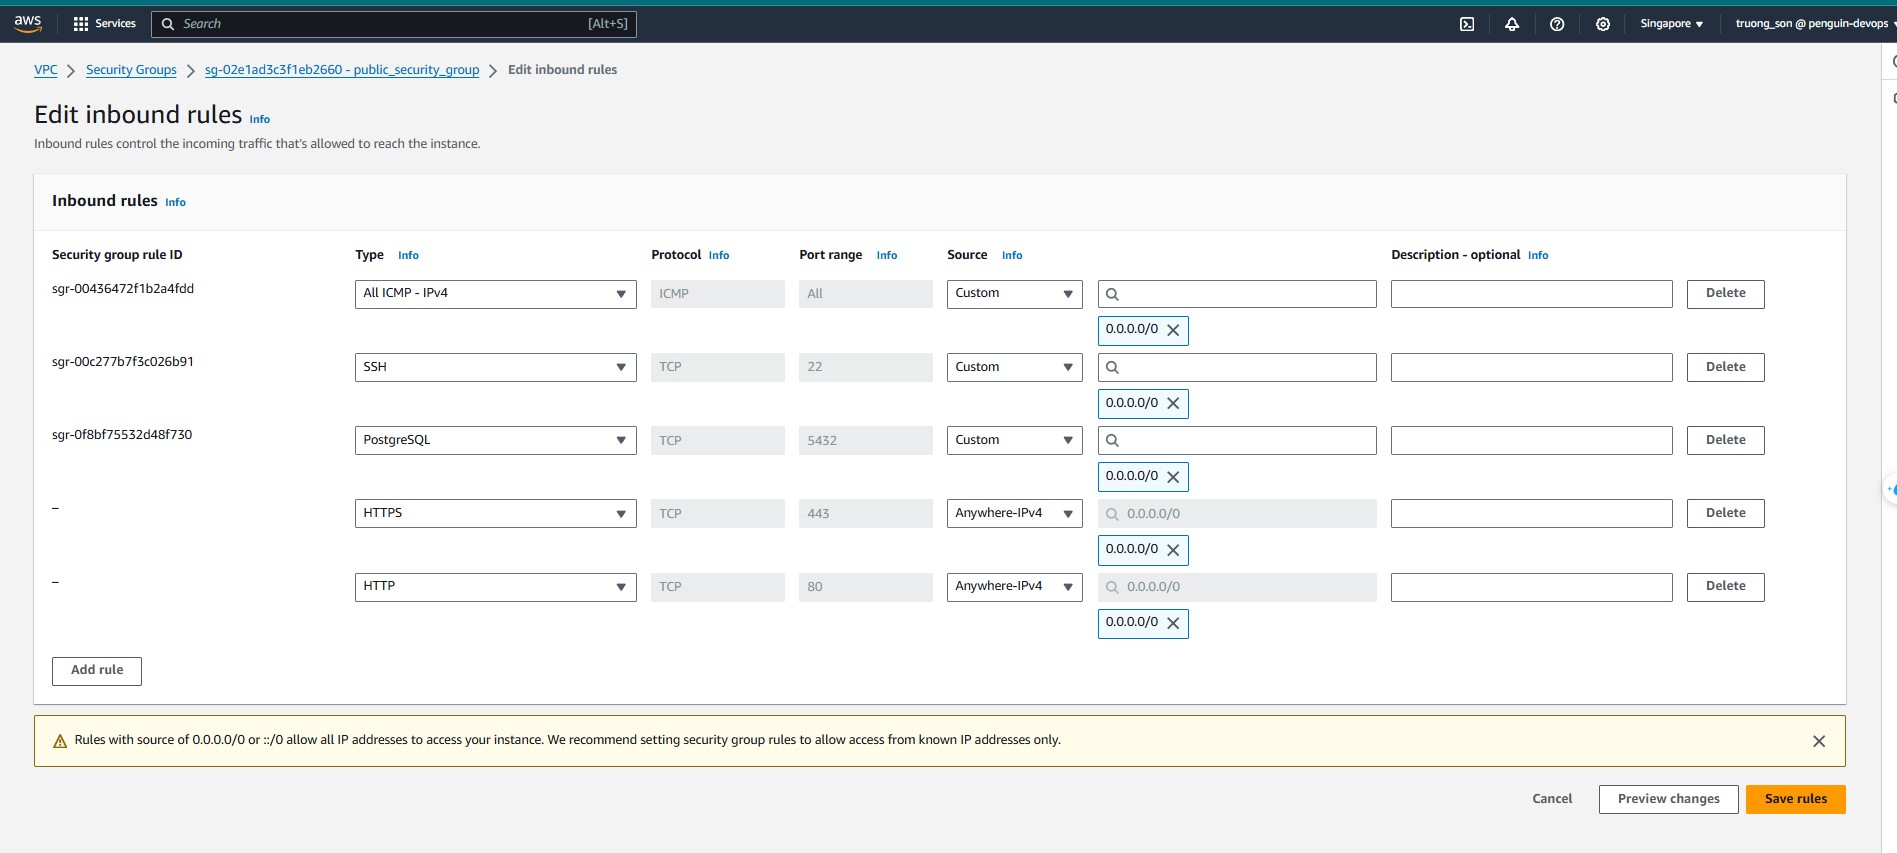 aws Services Search [Alt+S] Singapore truong_son @ penguin-devops
VPC Security Groups sg-02e1ad3c3f1eb2660 - public_security_group Edit inbound rules
Edit inbound rules Info
Inbound rules control the incoming traffic that's allowed to reach the instance.
Inbound rules Info
Security group rule ID Type Info Protocol Info Port range Info Source Info Description - optional Info
sgr-00436472f1b2a4fdd All ICMP - IPv4 ICMP All Custom Delete
0.0.0.0/0
sgr-00c277b7f3c026b91 SSH TCP 22 Custom Delete
0.0.0.0/0
sgr-0f8bf75532d48f730 PostgreSQL TCP 5432 Custom Delete
0.0.0.0/0
– HTTPS TCP 443 Anywhere-IPv4 0.0.0.0/0 Delete
0.0.0.0/0
– HTTP TCP 80 Anywhere-IPv4 0.0.0.0/0 Delete
0.0.0.0/0
Add rule
Rules with source of 0.0.0.0/0 or ::/0 allow all IP addresses to access your instance. We recommend setting security group rules to allow access from known IP addresses only.
Cancel Preview changes Save rules